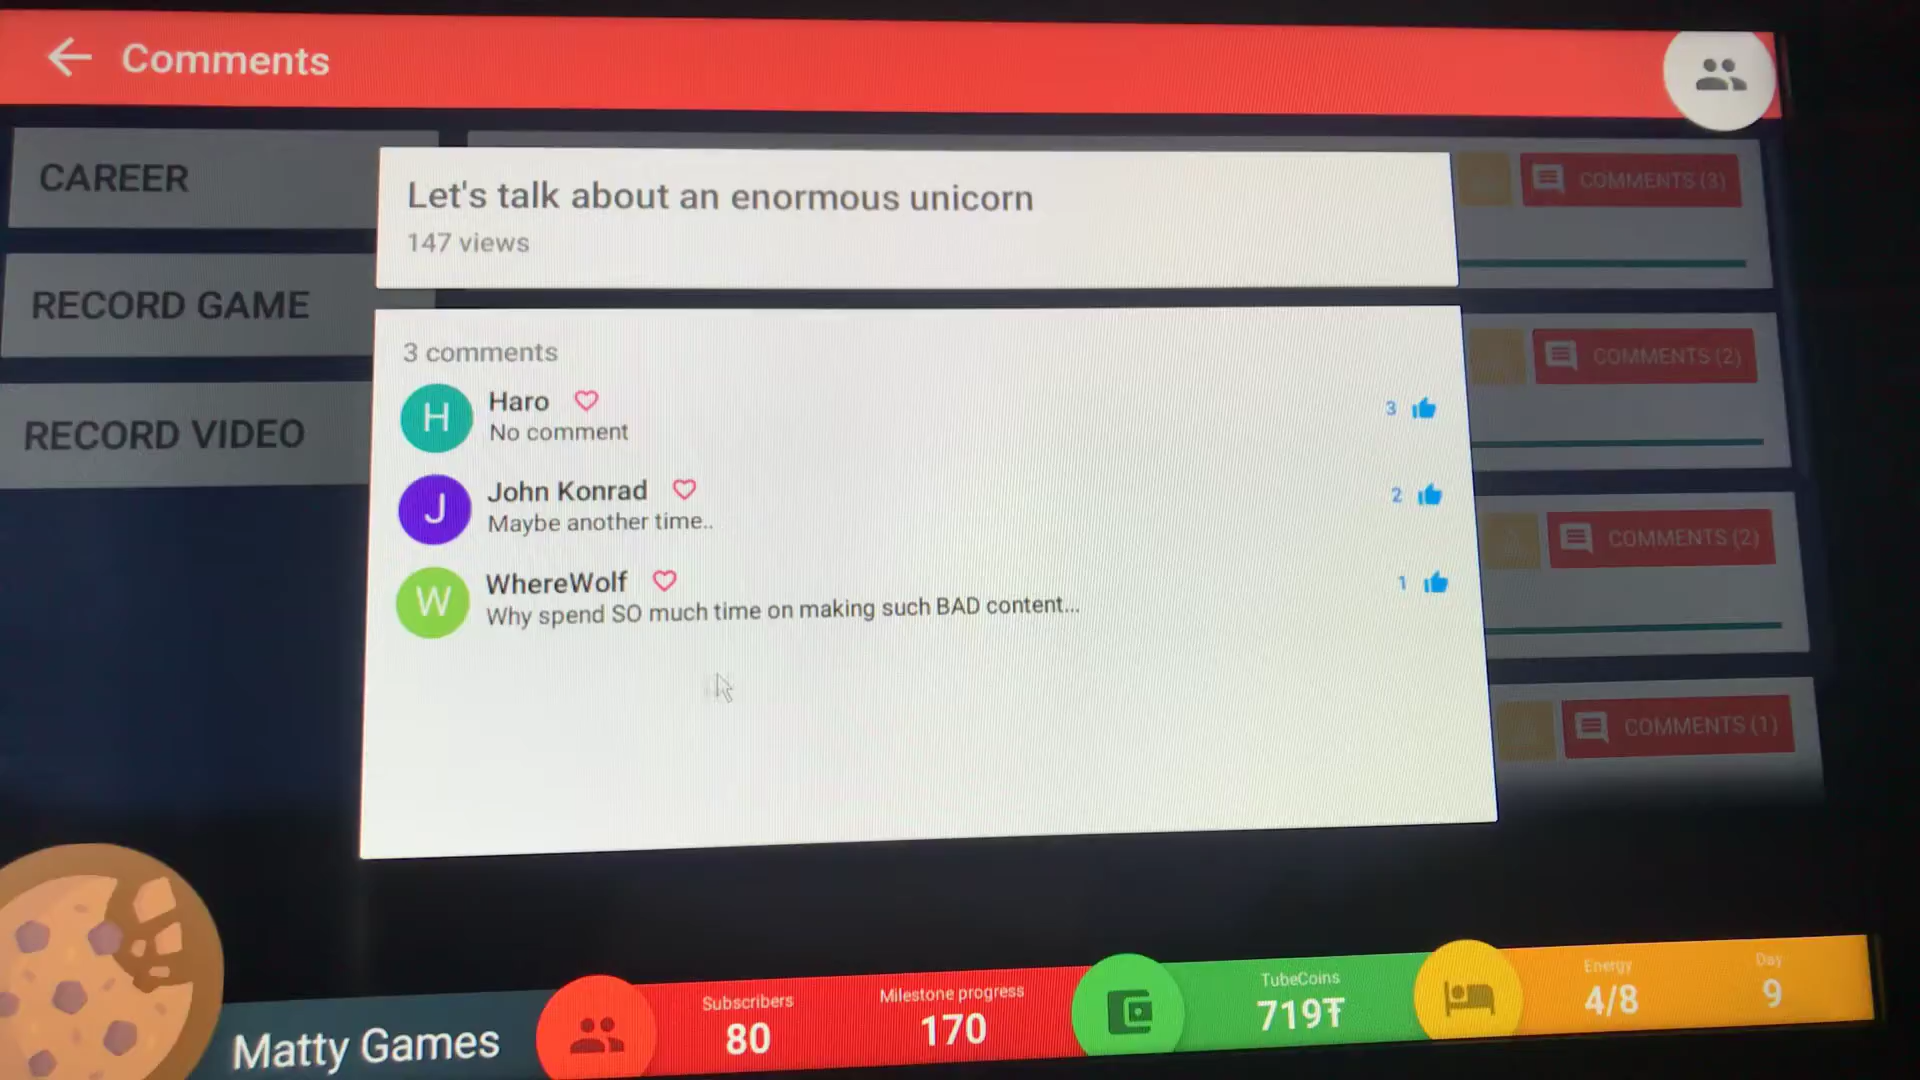 Comments
CAREER
RECORD GAME
RECORD VIDEO
Let's talk about an enormous unicorn
147 views
COMMENTS (3)
COMMENTS (2)
COMMENTS (2)
COMMENTS (1)
3 comments
H
Haro
No comment
3
J
John Konrad
Maybe another time..
2
W
WhereWolf
Why spend SO much time on making such BAD content...
1
Matty Games
Subscribers
80
Milestone progress
170
TubeCoins
719₸
Energy
4/8
Day
9